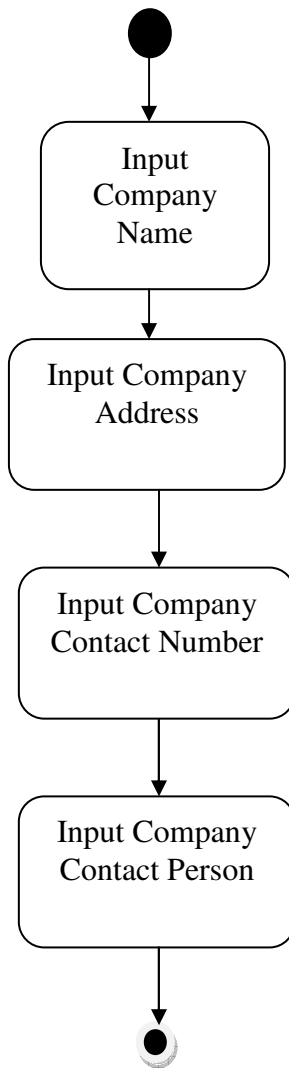 Input
Company
Name
Input Company
Address
Input Company
Contact Number
Input Company
Contact Person